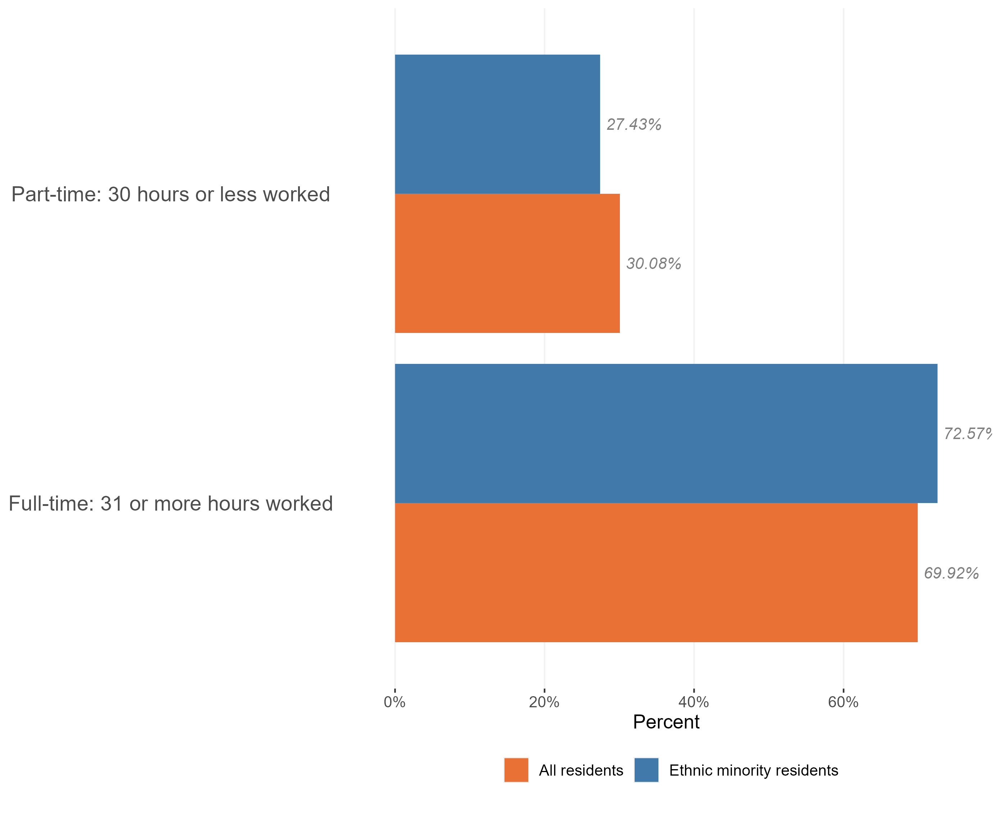 27.43%
Part-time: 30 hours or less worked
30.08%
72.57%
Full-time: 31 or more hours worked
69.92%
0% 20% 40% 60%
Percent
All residents Ethnic minority residents